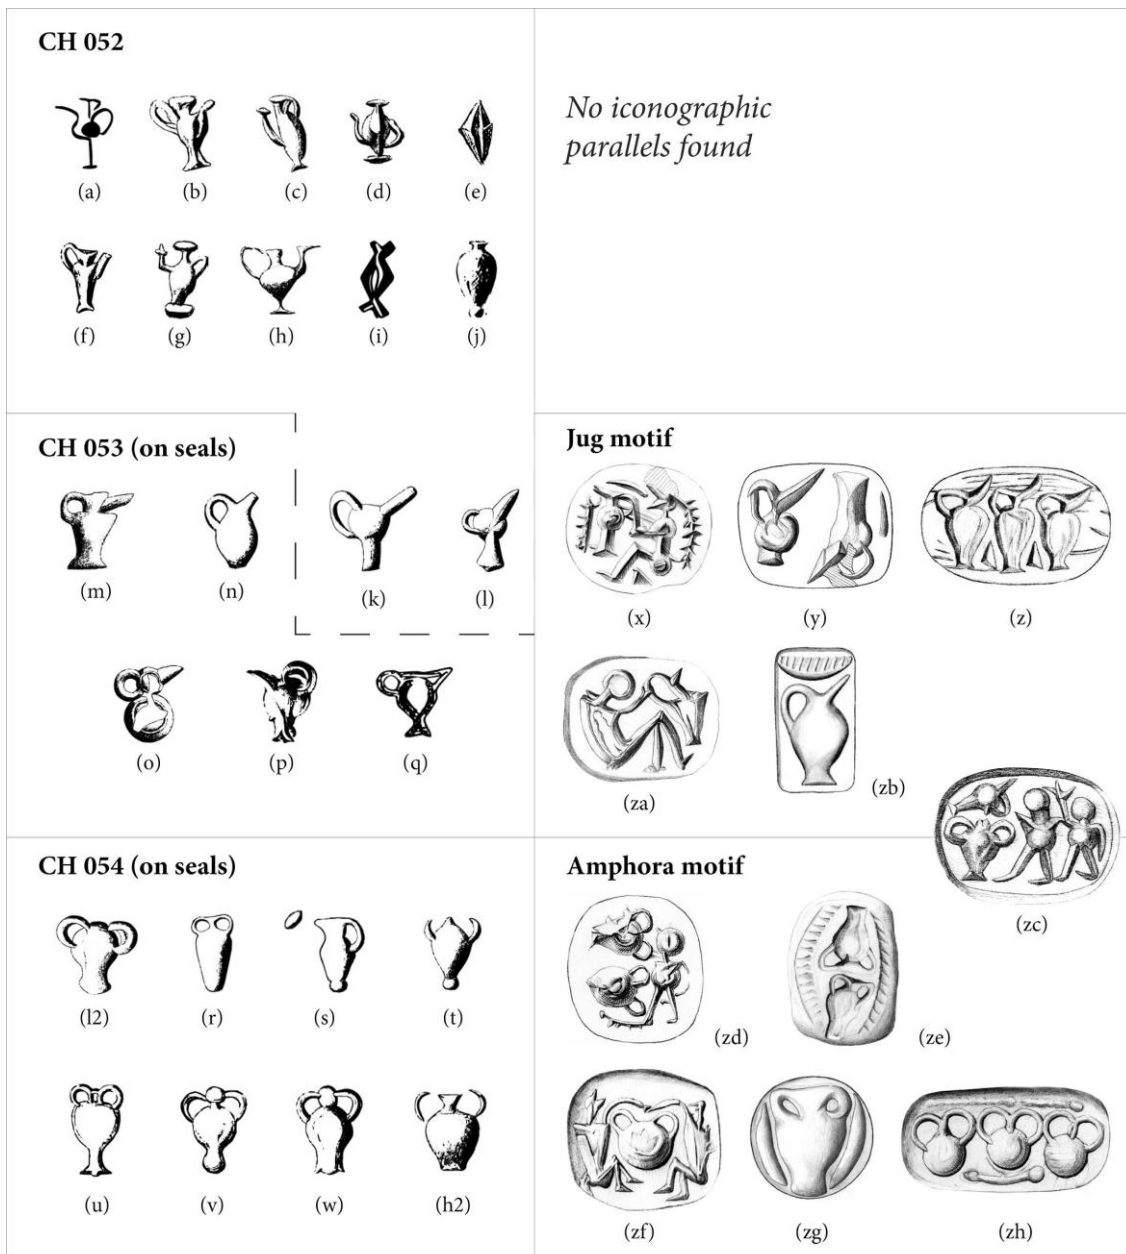 CH 052
No iconographic
parallels found
(a) (b) (c) (d) (e)
(f) (g) (h) (i) (j)
CH 053 (on seals)
(m) (n) (k) (l)
(o) (p) (q)
Jug motif
(x) (y) (z)
(za) (zb)
(zc)
CH 054 (on seals)
(l2) (r) (s) (t)
(u) (v) (w) (h2)
Amphora motif
(zd) (ze)
(zf) (zg) (zh)